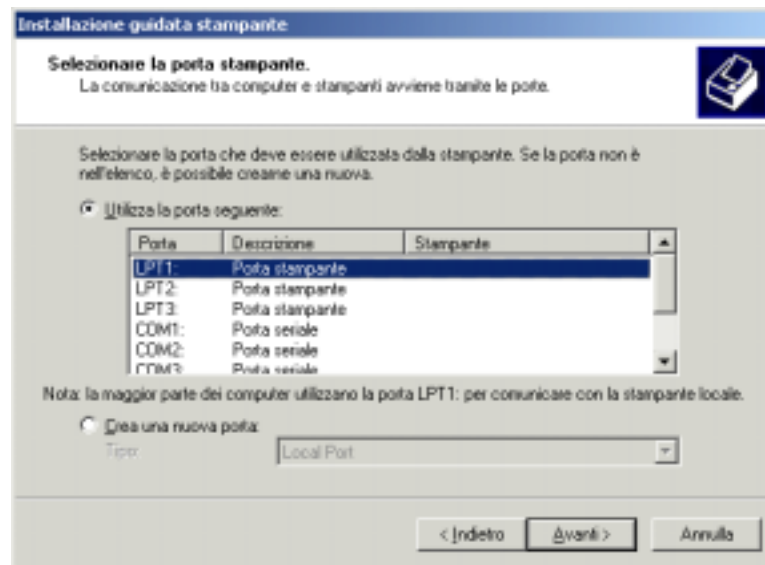 Installazione guidata stampante
Selezionare la porta stampante.
La comunicazione tra computer e stampanti avviene tramite le porte.
Selezionare la porta che deve essere utilizzata dalla stampante. Se la porta non è
nell'elenco, è possibile crearne una nuova.
Utilizza la porta seguente:
Porta Descrizione Stampante
LPT1: Porta stampante
LPT2: Porta stampante
LPT3: Porta stampante
COM1: Porta seriale
COM2: Porta seriale
COM3: Porta seriale
Nota: la maggior parte dei computer utilizzano la porta LPT1: per comunicare con la stampante locale.
Crea una nuova porta:
Tipo: Local Port
< Indietro Avanti > Annulla